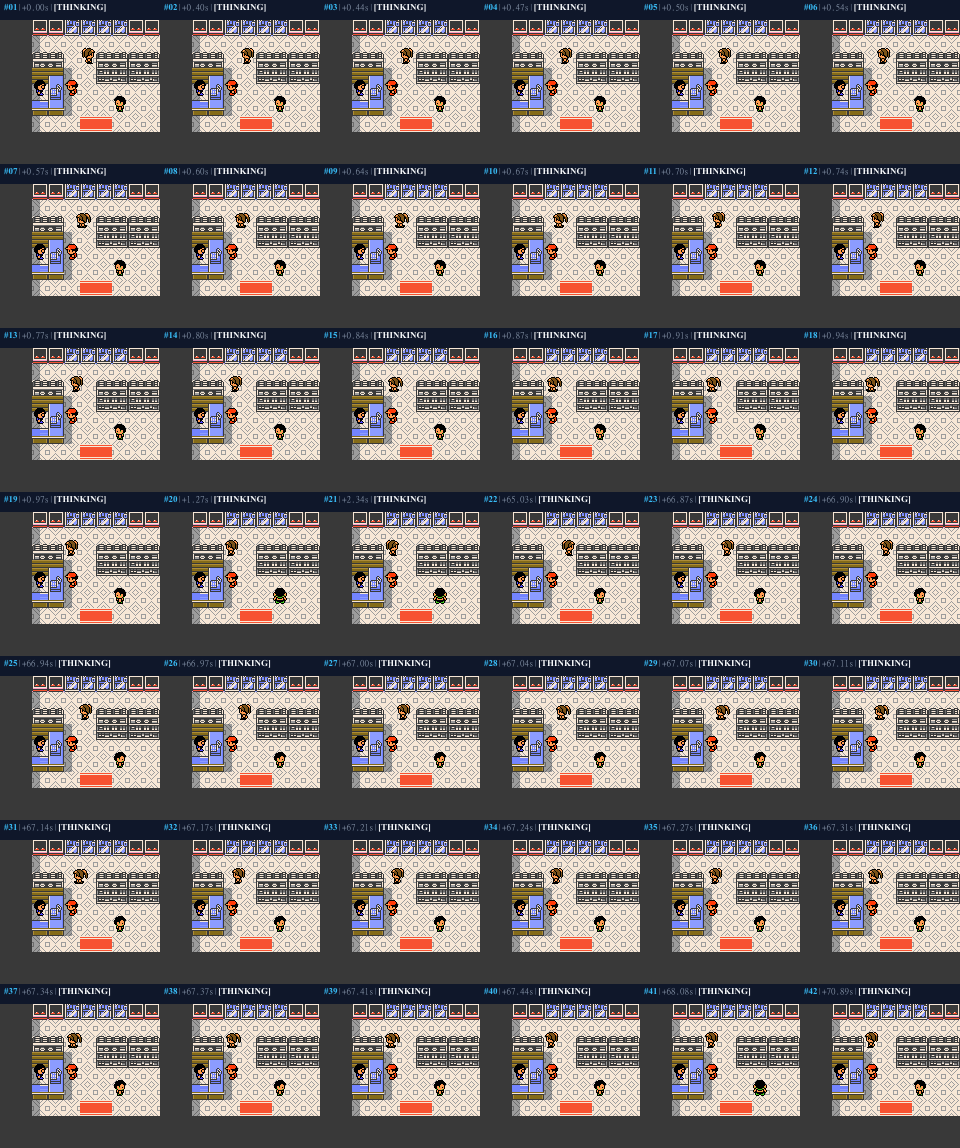 #01|+0.00s|[THINKING] #02|+0.40s|[THINKING] #03|+0.44s|[THINKING] #04|+0.47s|[THINKING] #05|+0.50s|[THINKING] #06|+0.54s|[THINKING]
#07|+0.57s|[THINKING] #08|+0.60s|[THINKING] #09|+0.64s|[THINKING] #10|+0.67s|[THINKING] #11|+0.70s|[THINKING] #12|+0.74s|[THINKING]
#13|+0.77s|[THINKING] #14|+0.80s|[THINKING] #15|+0.84s|[THINKING] #16|+0.87s|[THINKING] #17|+0.91s|[THINKING] #18|+0.94s|[THINKING]
#19|+0.97s|[THINKING] #20|+1.27s|[THINKING] #21|+2.34s|[THINKING] #22|+65.03s|[THINKING] #23|+66.87s|[THINKING] #24|+66.90s|[THINKING]
#25|+66.94s|[THINKING] #26|+66.97s|[THINKING] #27|+67.00s|[THINKING] #28|+67.04s|[THINKING] #29|+67.07s|[THINKING] #30|+67.11s|[THINKING]
#31|+67.14s|[THINKING] #32|+67.17s|[THINKING] #33|+67.21s|[THINKING] #34|+67.24s|[THINKING] #35|+67.27s|[THINKING] #36|+67.31s|[THINKING]
#37|+67.34s|[THINKING] #38|+67.37s|[THINKING] #39|+67.41s|[THINKING] #40|+67.44s|[THINKING] #41|+68.08s|[THINKING] #42|+70.89s|[THINKING]